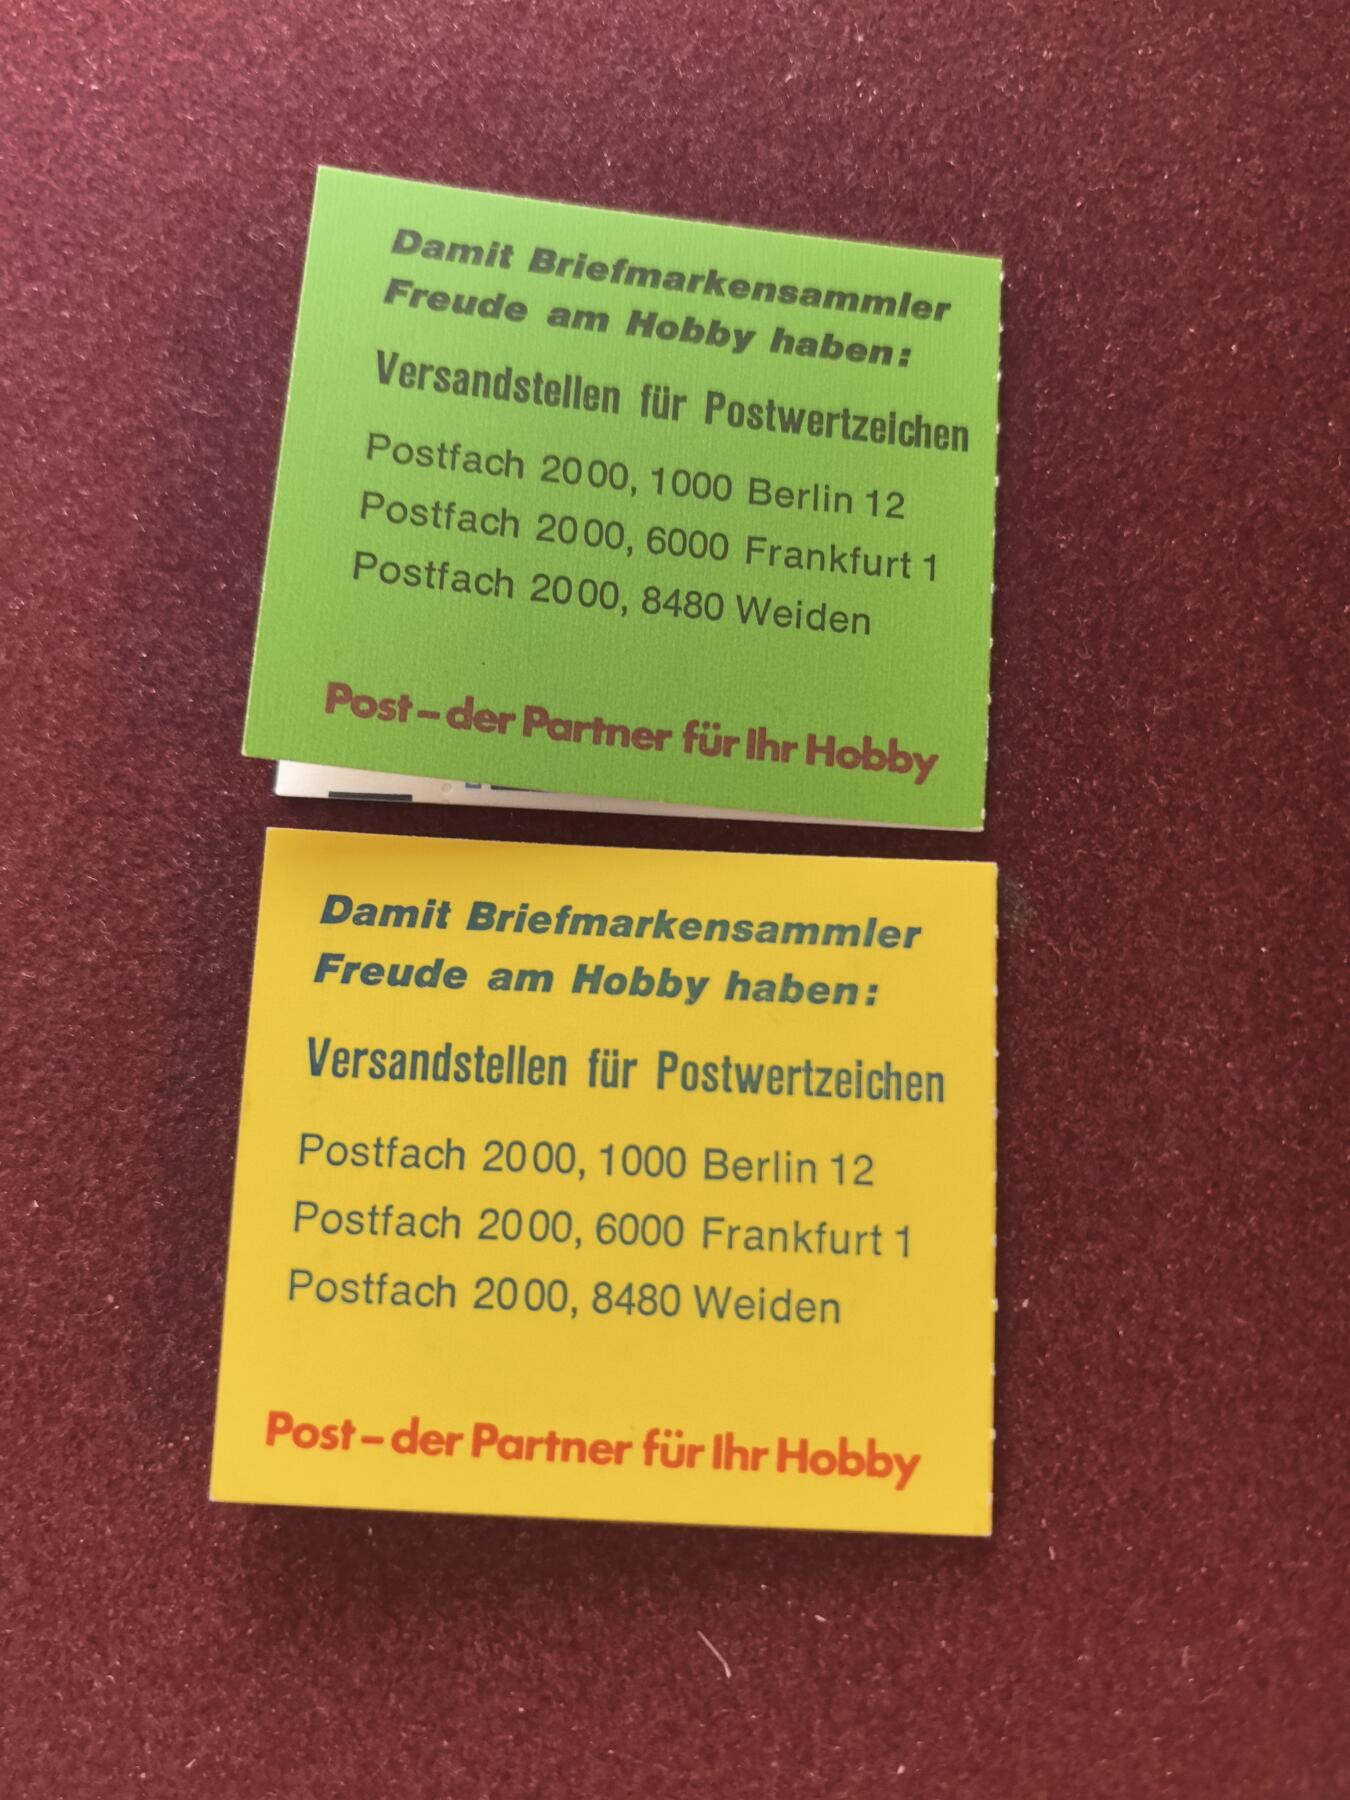 Damit Briefmarkensammler
Freude am Hobby haben:
Versandstellen für Postwertzeichen
Postfach 2000, 1000 Berlin 12
Postfach 2000, 6000 Frankfurt 1
Postfach 2000, 8480 Weiden
Post – der Partner für Ihr Hobby
Damit Briefmarkensammler
Freude am Hobby haben:
Versandstellen für Postwertzeichen
Postfach 2000, 1000 Berlin 12
Postfach 2000, 6000 Frankfurt 1
Postfach 2000, 8480 Weiden
Post – der Partner für Ihr Hobby